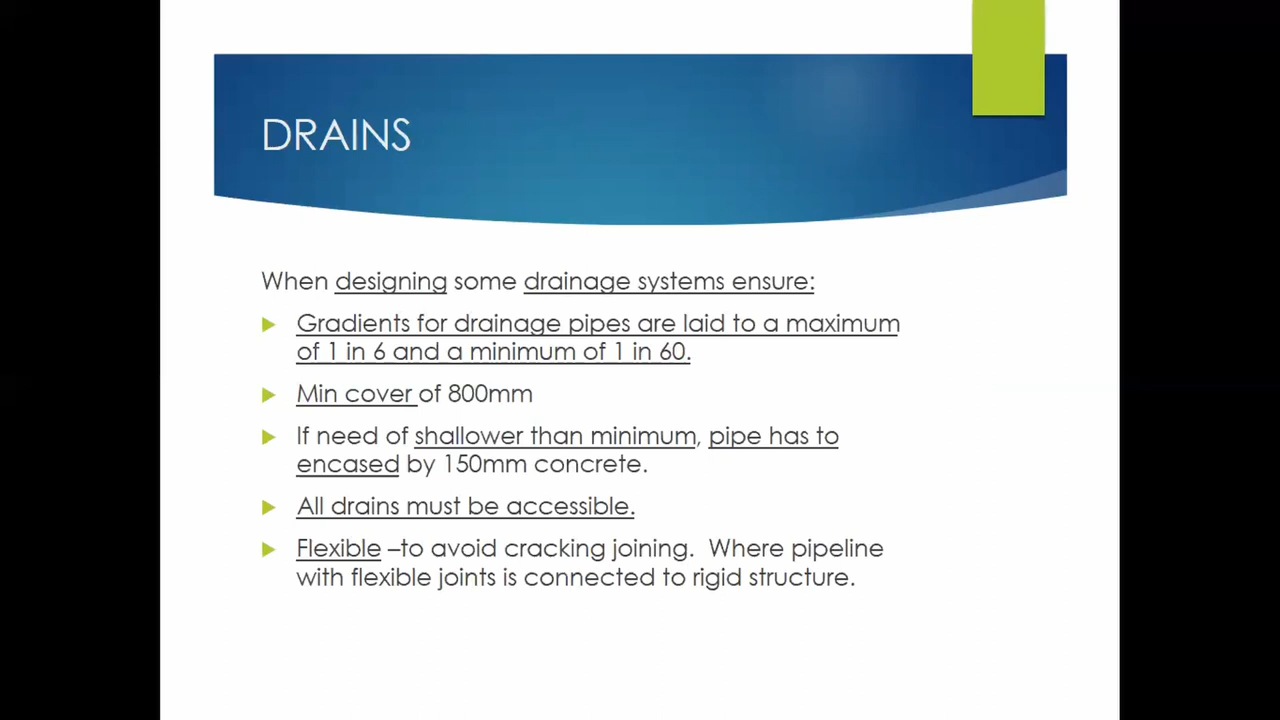 DRAINS
When designing some drainage systems ensure:
Gradients for drainage pipes are laid to a maximum
of 1 in 6 and a minimum of 1 in 60.
Min cover of 800mm
If need of shallower than minimum, pipe has to
encased by 150mm concrete.
All drains must be accessible.
Flexible –to avoid cracking joining. Where pipeline
with flexible joints is connected to rigid structure.